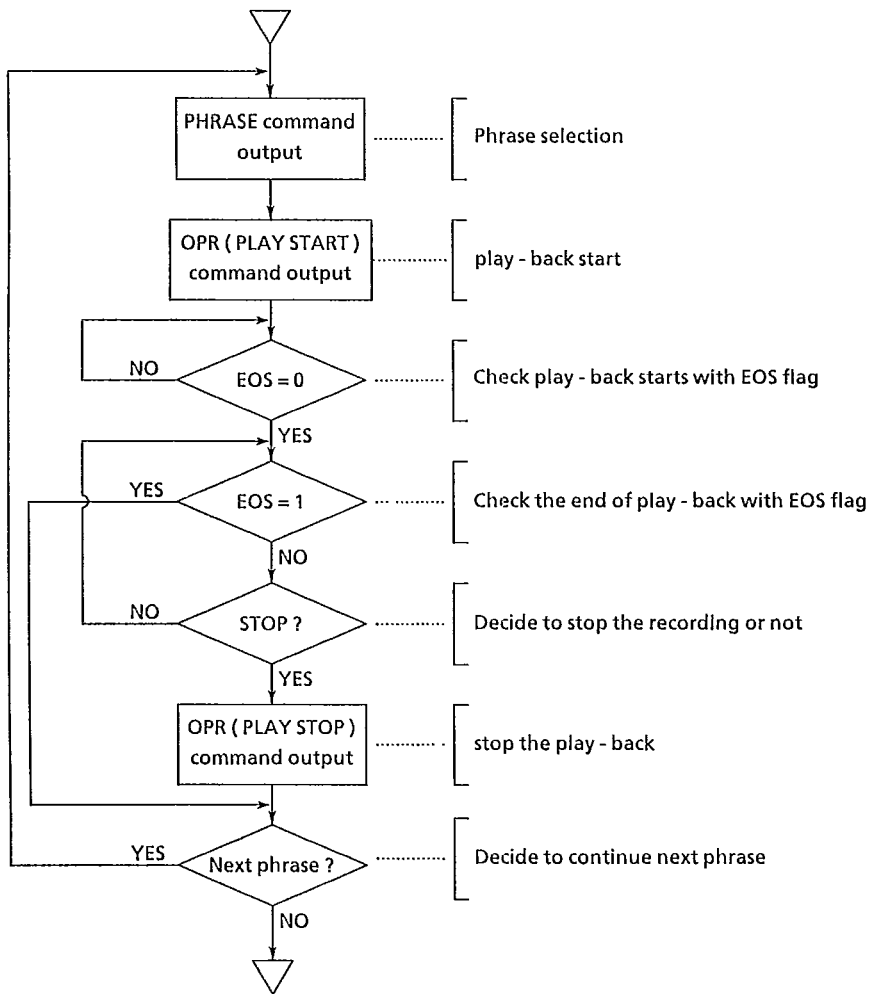 PHRASE command
output
Phrase selection
OPR ( PLAY START )
command output
play - back start
NO
EOS = 0
Check play - back starts with EOS flag
YES
YES
EOS = 1
Check the end of play - back with EOS flag
NO
NO
STOP ?
Decide to stop the recording or not
YES
OPR ( PLAY STOP )
command output
stop the play - back
YES
Next phrase ?
Decide to continue next phrase
NO